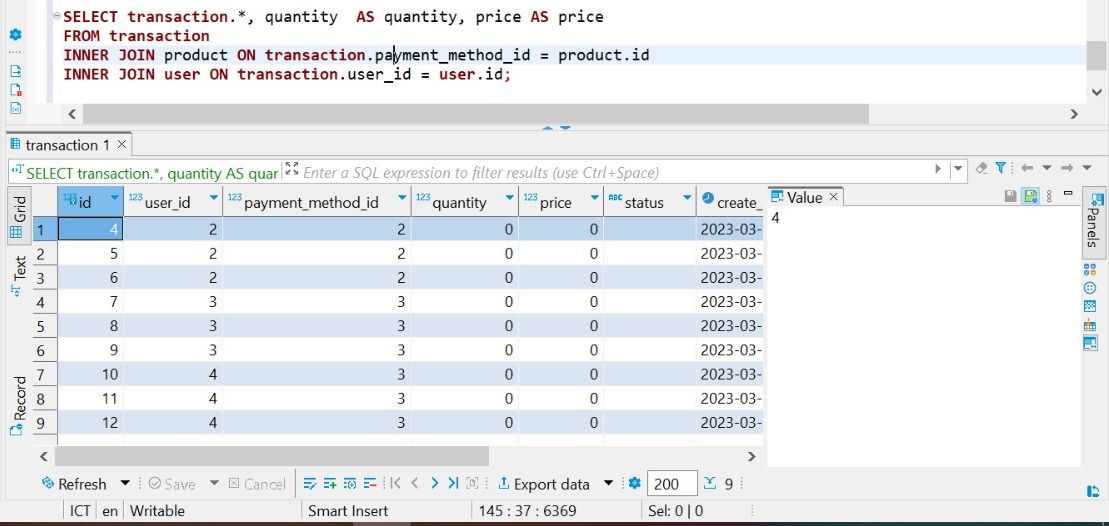 SELECT transaction.*, quantity  AS quantity, price AS price
FROM transaction
INNER JOIN product ON transaction.payment_method_id = product.id
INNER JOIN user ON transaction.user_id = user.id;
transaction 1
SELECT transaction.*, quantity AS quar Enter a SQL expression to filter results (use Ctrl+Space)
Grid
Text
Record
123 id 123 user_id 123 payment_method_id 123 quantity 123 price ABC status create_
1 4 2 2 0 0 2023-03-
2 5 2 2 0 0 2023-03-
3 6 2 2 0 0 2023-03-
4 7 3 3 0 0 2023-03-
5 8 3 3 0 0 2023-03-
6 9 3 3 0 0 2023-03-
7 10 4 3 0 0 2023-03-
8 11 4 3 0 0 2023-03-
9 12 4 3 0 0 2023-03-
Value
4
Panels
Refresh Save Cancel Export data 200 9
ICT en Writable Smart Insert 145 : 37 : 6369 Sel: 0 | 0